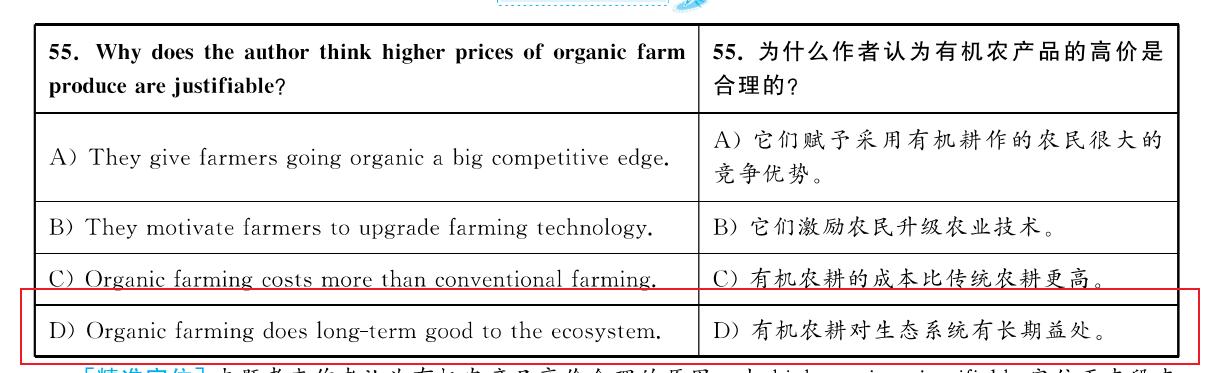 55. Why does the author think higher prices of organic farm
produce are justifiable?
55. 为什么作者认为有机农产品的高价是
合理的?
A) They give farmers going organic a big competitive edge.
A) 它们赋予采用有机耕作的农民很大的
竞争优势。
B) They motivate farmers to upgrade farming technology.
B) 它们激励农民升级农业技术。
C) Organic farming costs more than conventional farming.
C) 有机农耕的成本比传统农耕更高。
D) Organic farming does long-term good to the ecosystem.
D) 有机农耕对生态系统有长期益处。